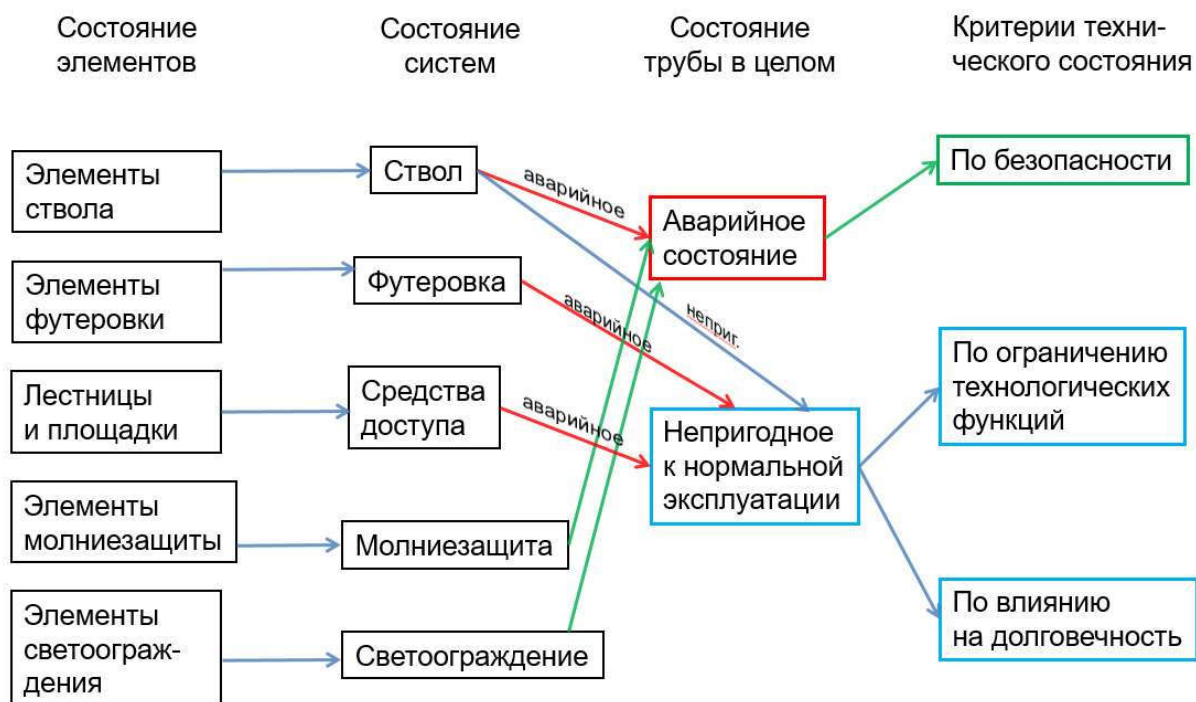 Состояние
элементов
Состояние
систем
Состояние
трубы в целом
Критерии техни-
ческого состояния
Элементы
ствола
Ствол
аварийное
Аварийное
состояние
По безопасности
Элементы
футеровки
Футеровка
аварийное
неприг.
По ограничению
технологических
функций
Лестницы
и площадки
Средства
доступа
аварийное
Непригодное
к нормальной
эксплуатации
Элементы
молниезащиты
Молниезащита
По влиянию
на долговечность
Элементы
светоограж-
дения
Светоограждение